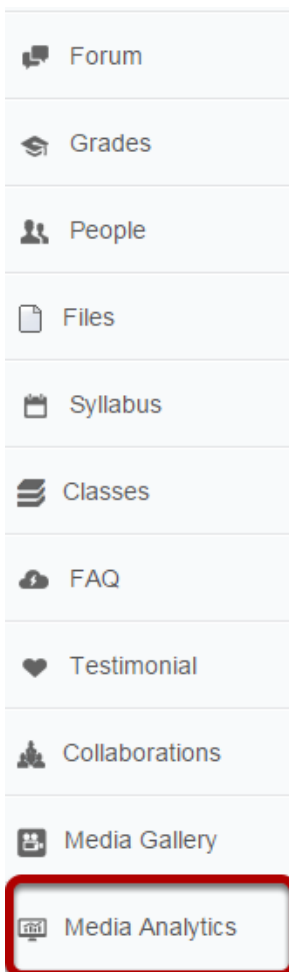 Forum
Grades
People
Files
Syllabus
Classes
FAQ
Testimonial
Collaborations
Media Gallery
Media Analytics